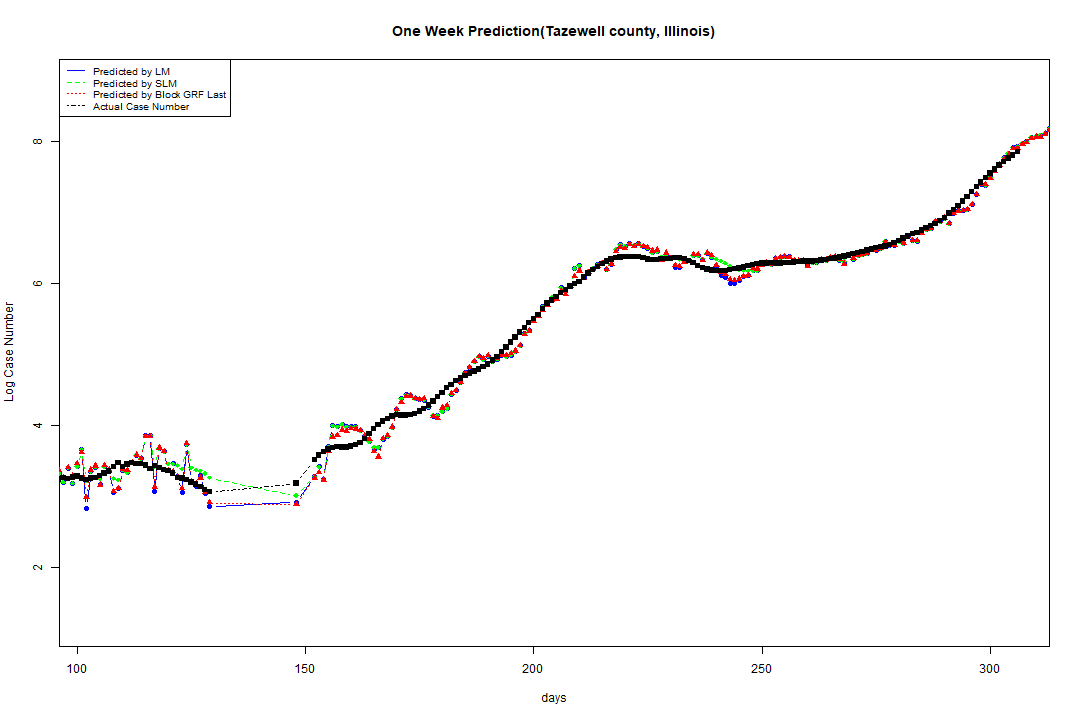 One Week Prediction(Tazewell county, Illinois)
Predicted by LM
Predicted by SLM
Predicted by Block GRF Last
Actual Case Number
8
6
4
2
Log Case Number
100 150 200 250 300
days